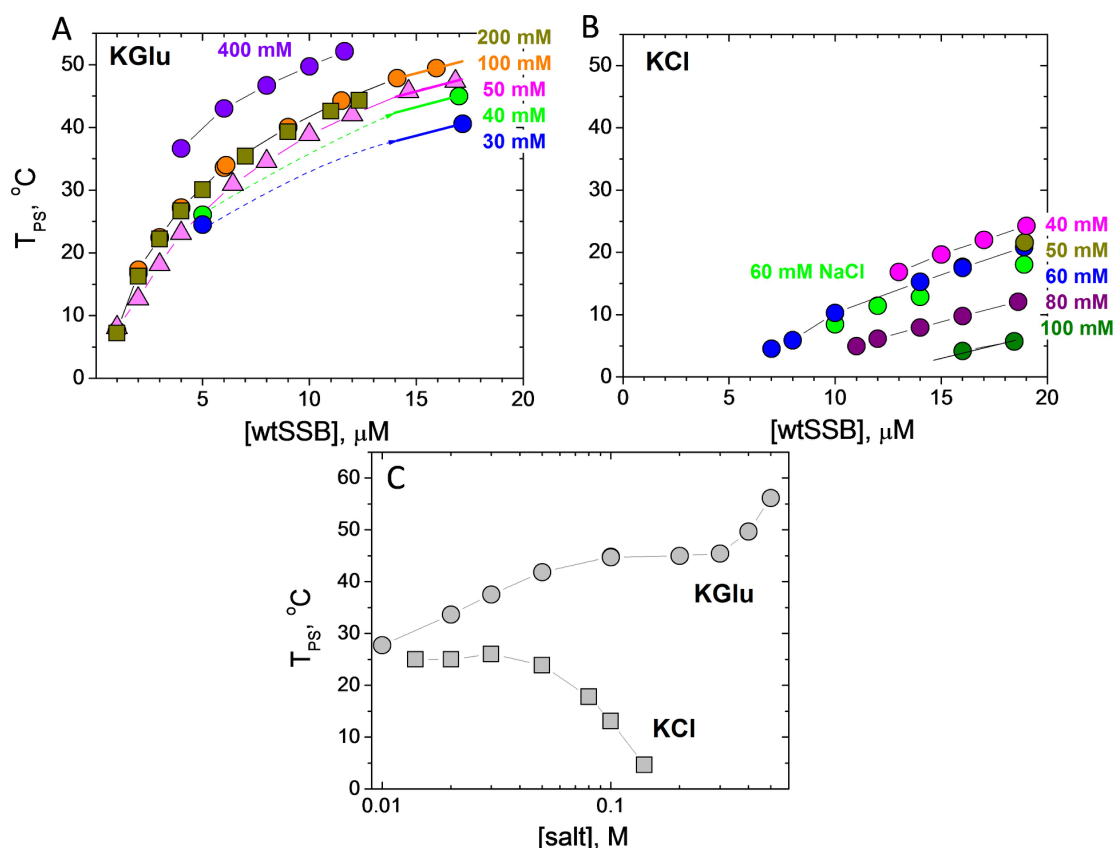 A
KGlu
400 mM
200 mM
100 mM
50 mM
40 mM
30 mM
50
40
30
20
10
0
T_PS, °C
5
10
15
20
[wtSSB], μM
B
KCl
60 mM NaCl
40 mM
50 mM
60 mM
80 mM
100 mM
50
40
30
20
10
0
0
5
10
15
20
[wtSSB], μM
C
60
50
40
30
20
10
0
T_PS, °C
KGlu
KCl
0.01
0.1
[salt], M